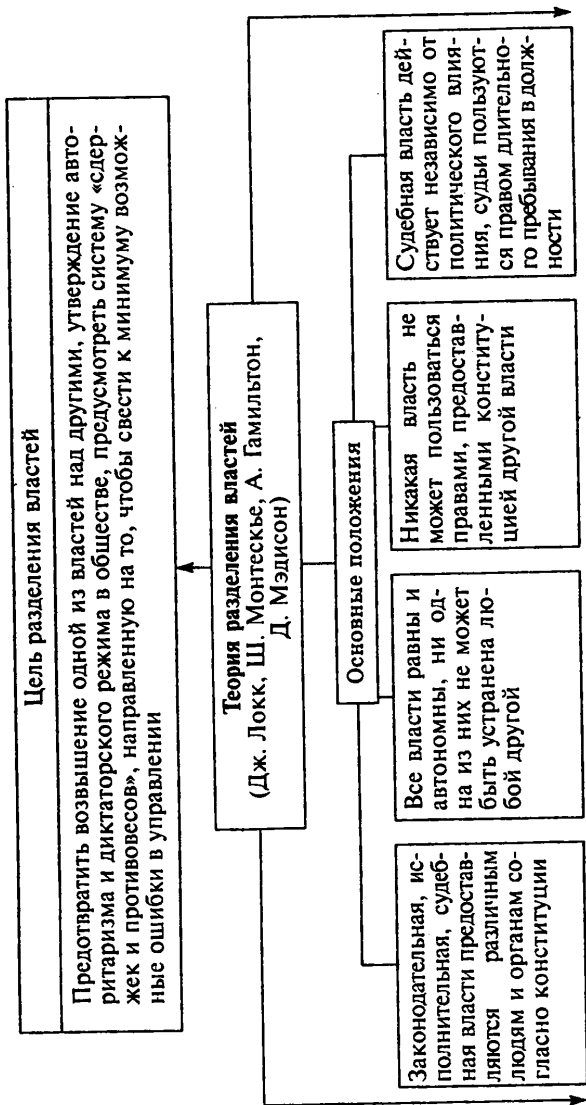 Цель разделения властей
Предотвратить возвышение одной из властей над другими, утверждение авто-
ритаризма и диктаторского режима в обществе, предусмотреть систему «сдер-
жек и противовесов», направленную на то, чтобы свести к минимуму возмож-
ные ошибки в управлении
Теория разделения властей
(Дж. Локк, Ш. Монтескье, А. Гамильтон,
Д. Мэдисон)
Основные положения
Законодательная, ис-
полнительная, судеб-
ная власти предостав-
ляются различным
людям и органам со-
гласно конституции
Все власти равны и
автономны, ни од-
на из них не может
быть устранена лю-
бой другой
Никакая власть не
может пользоваться
правами, предостав-
ленными конститу-
цией другой власти
Судебная власть дей-
ствует независимо от
политического влия-
ния, судьи пользуют-
ся правом длительно-
го пребывания в долж-
ности